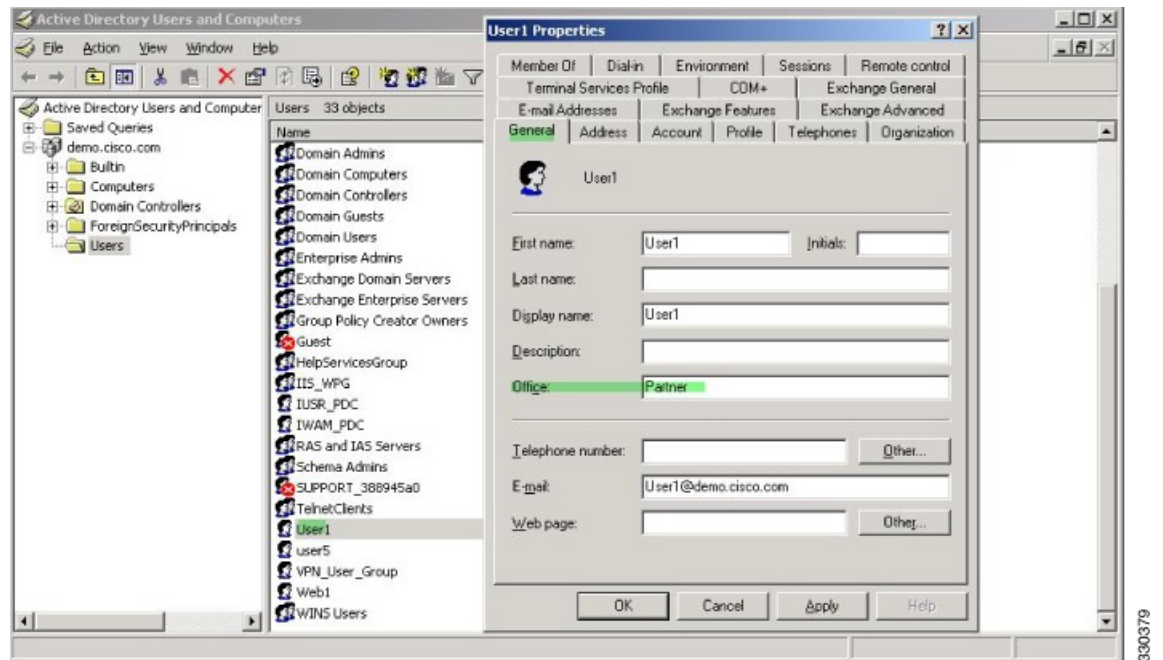 Active Directory Users and Computers
File Action View Window Help
Active Directory Users and Computer
Saved Queries
demo.cisco.com
Builtin
Computers
Domain Controllers
ForeignSecurityPrincipals
Users
Users 33 objects
Name
Domain Admins
Domain Computers
Domain Controllers
Domain Guests
Domain Users
Enterprise Admins
Exchange Domain Servers
Exchange Enterprise Servers
Group Policy Creator Owners
Guest
HelpServicesGroup
IIS_WPG
IUSR_PDC
IWAM_PDC
RAS and IAS Servers
Schema Admins
SUPPORT_388945a0
TelnetClients
User1
user5
VPN_User_Group
Web1
WINS Users
User1 Properties
Member Of Dial-in Environment Sessions Remote control
Terminal Services Profile COM+ Exchange General
E-mail Addresses Exchange Features Exchange Advanced
General Address Account Profile Telephones Organization
User1
First name: User1 Initials:
Last name:
Display name: User1
Description:
Office: Partner
Telephone number: Other...
E-mail: User1@demo.cisco.com
Web page: Other...
OK Cancel Apply Help
330379